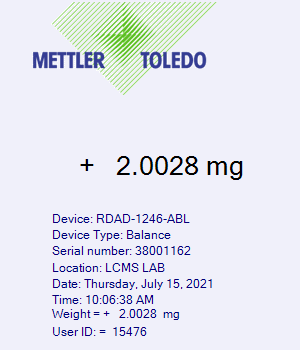 METTLER TOLEDO
+ 2.0028 mg
Device: RDAD-1246-ABL
Device Type: Balance
Serial number: 38001162
Location: LCMS LAB
Date: Thursday, July 15, 2021
Time: 10:06:38 AM
Weight = + 2.0028 mg
User ID: = 15476